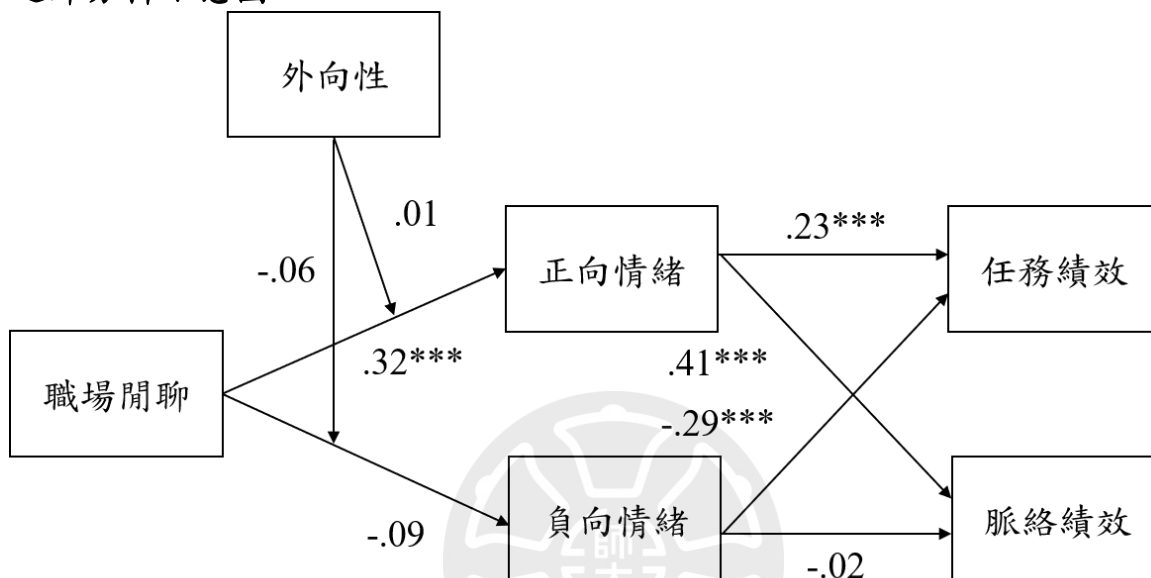 外向性
.01
-.06
.23***
正向情緒
任務績效
職場閒聊
.32***
.41***
-.29***
負向情緒
脈絡績效
-.09
-.02